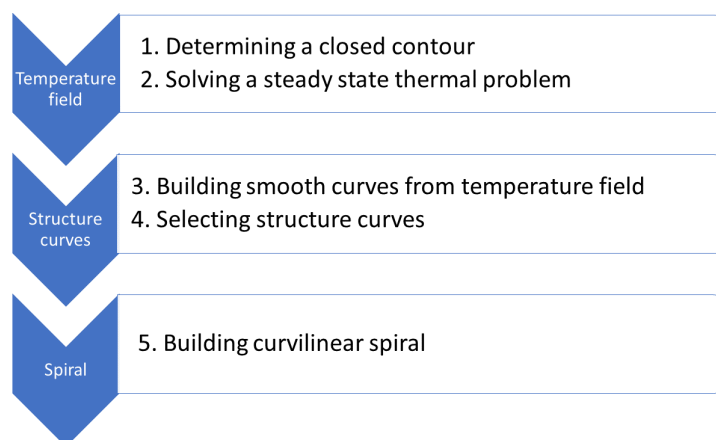 Temperature
field
1. Determining a closed contour
2. Solving a steady state thermal problem
Structure
curves
3. Building smooth curves from temperature field
4. Selecting structure curves
Spiral
5. Building curvilinear spiral